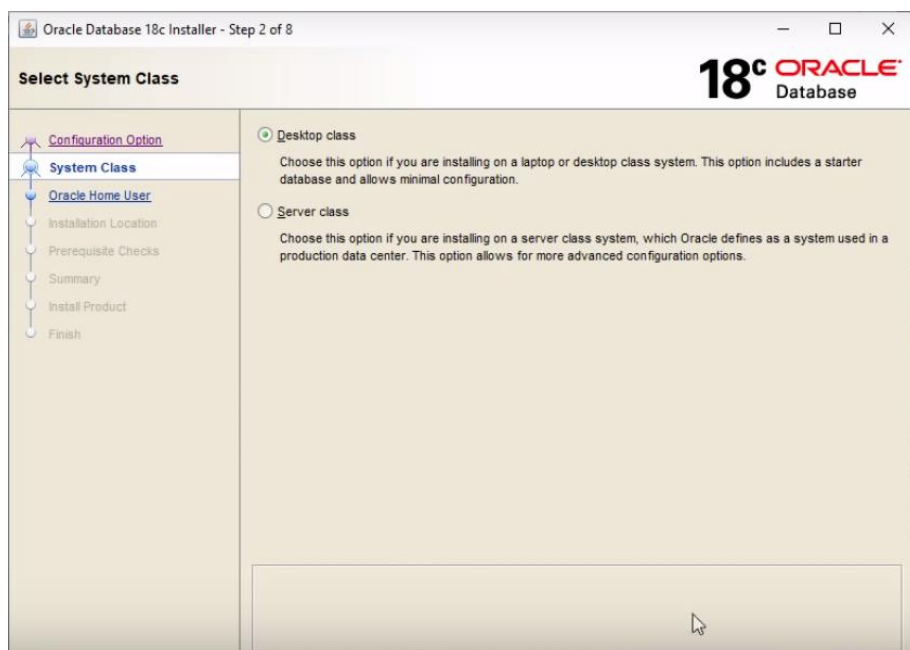 Oracle Database 18c Installer - Step 2 of 8
Select System Class
18c ORACLE
Database
Configuration Option
System Class
Oracle Home User
Installation Location
Prerequisite Checks
Summary
Install Product
Finish
Desktop class
Choose this option if you are installing on a laptop or desktop class system. This option includes a starter
database and allows minimal configuration.
Server class
Choose this option if you are installing on a server class system, which Oracle defines as a system used in a
production data center. This option allows for more advanced configuration options.